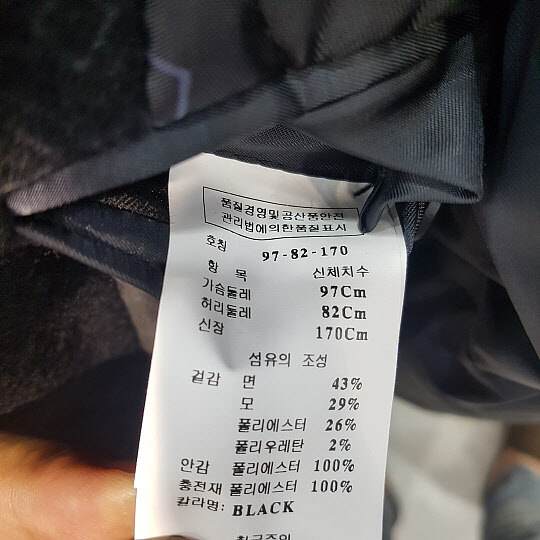 품질경영및공산품안전
관리법에의한품질표시
호칭 97-82-170
항 목 신체치수
가슴둘레 97Cm
허리둘레 82Cm
신장 170Cm
섬유의 조성
겉감 면 43%
모 29%
폴리에스터 26%
폴리우레탄 2%
안감 폴리에스터 100%
충전재 폴리에스터 100%
칼라명: BLACK